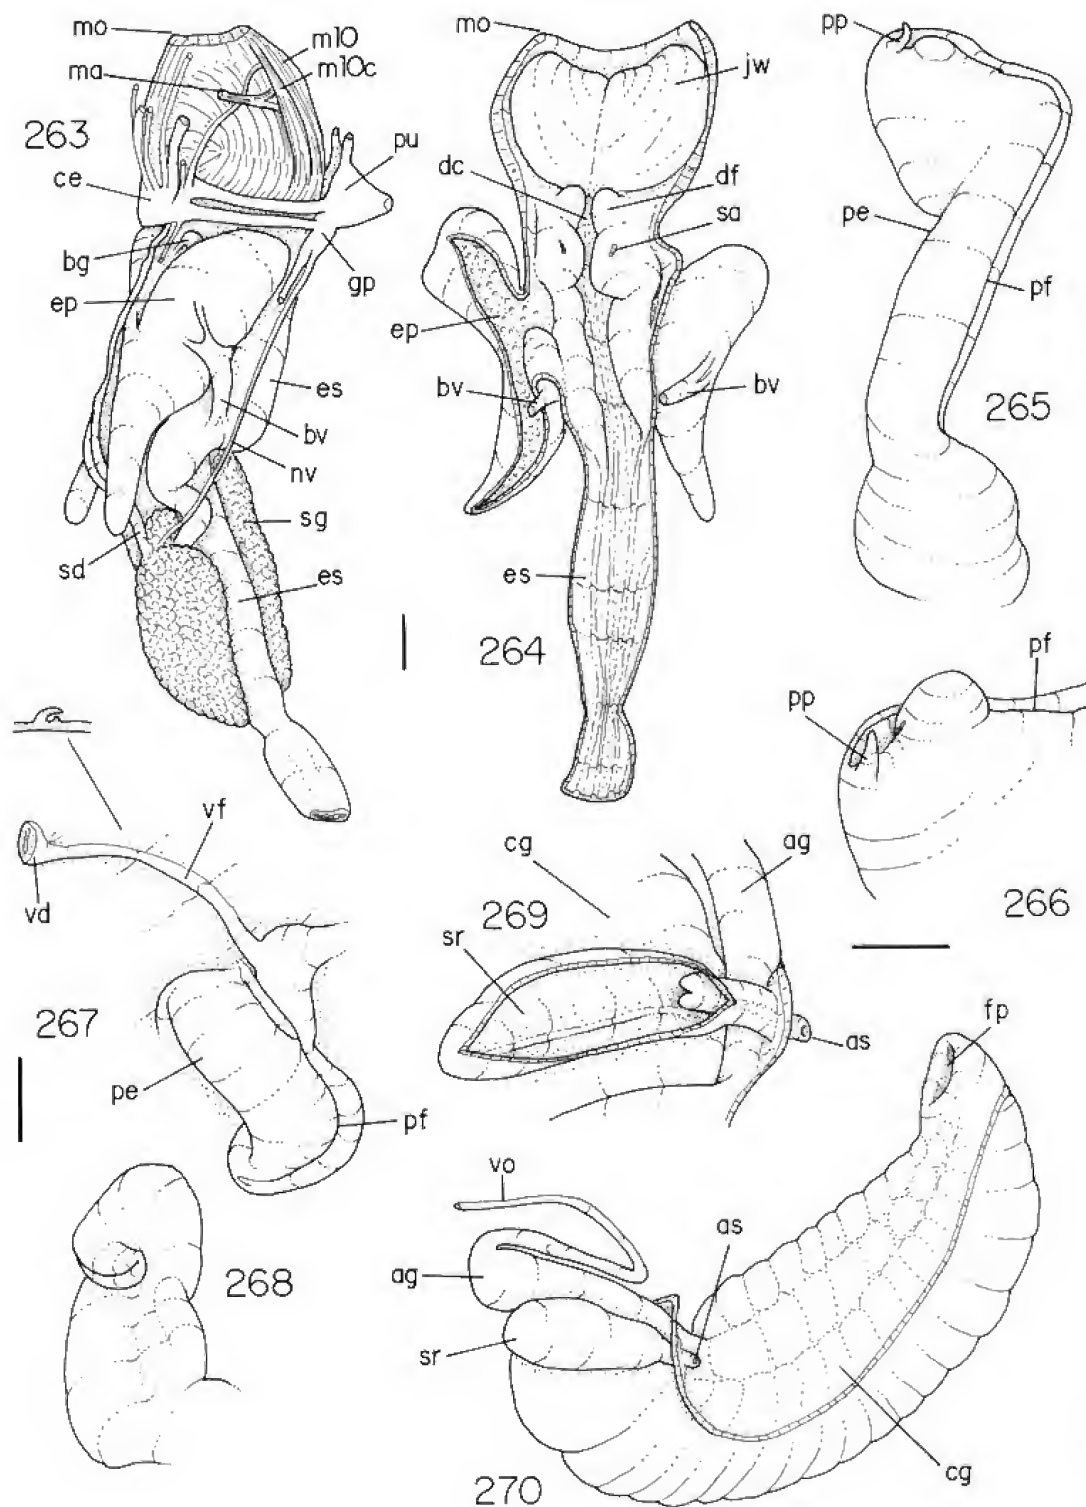 mo
m10
ma
m10c
263
pu
ce
bg
gp
ep
es
bv
nv
sg
sd
es
mo
jw
dc
df
sa
ep
bv
bv
es
264
pp
pe
pf
265
pf
pp
266
vf
vd
267
pe
pf
268
cg
ag
269
sr
as
fp
vo
as
ag
sr
cg
270